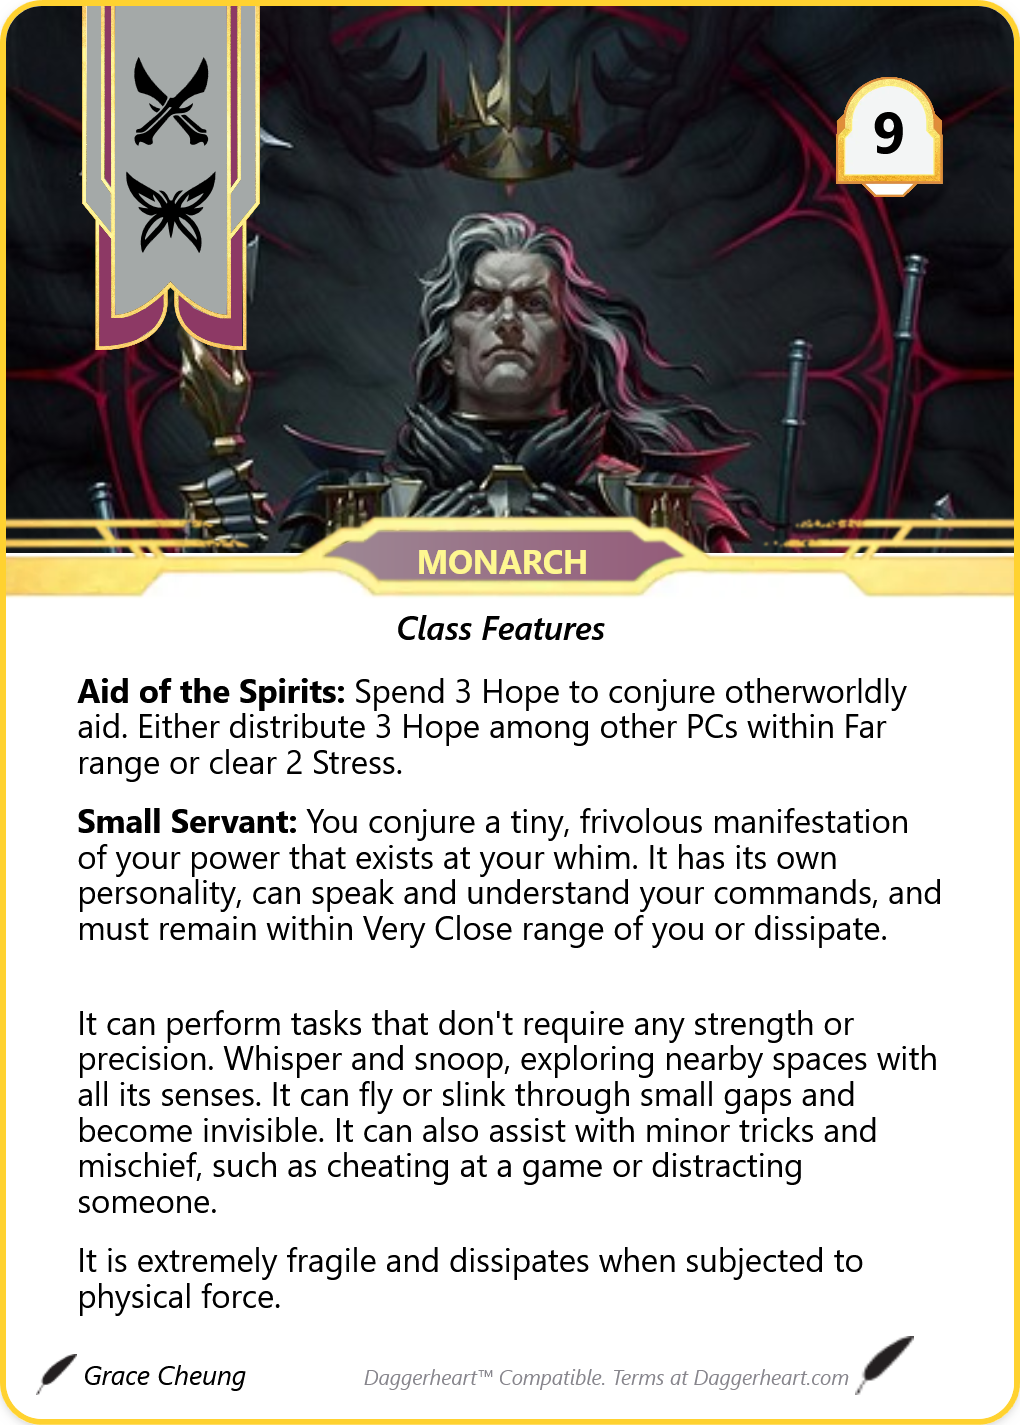 9
MONARCH
Class Features
Aid of the Spirits: Spend 3 Hope to conjure otherworldly
aid. Either distribute 3 Hope among other PCs within Far
range or clear 2 Stress.
Small Servant: You conjure a tiny, frivolous manifestation
of your power that exists at your whim. It has its own
personality, can speak and understand your commands, and
must remain within Very Close range of you or dissipate.
It can perform tasks that don't require any strength or
precision. Whisper and snoop, exploring nearby spaces with
all its senses. It can fly or slink through small gaps and
become invisible. It can also assist with minor tricks and
mischief, such as cheating at a game or distracting
someone.
It is extremely fragile and dissipates when subjected to
physical force.
Grace Cheung
Daggerheart™ Compatible. Terms at Daggerheart.com